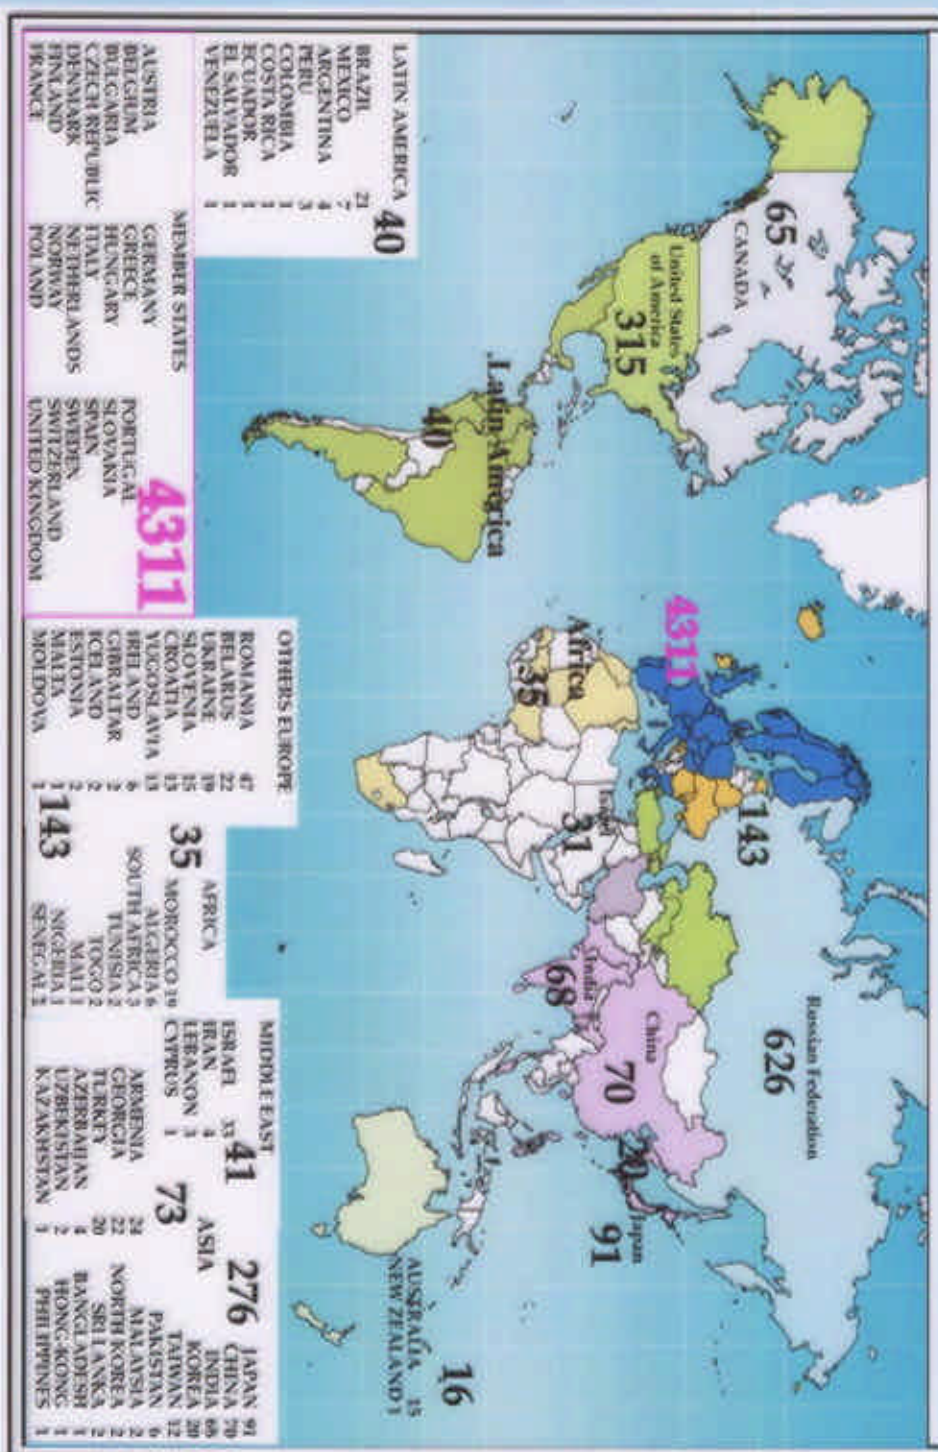 65
CANADA
United States
of America
315
Latin America
40
4311
143
Africa
35
Israel
31
Russian Federation
626
China
70
India
68
Japan
91
20
16
AUSTRALIA 15
NEW ZEALAND 1
LATIN AMERICA
40
BRAZIL 21
MEXICO 7
ARGENTINA 4
PERU 3
COLOMBIA 1
COSTA RICA 1
ECUADOR 1
EL SALVADOR 1
VENEZUELA 1
MEMBER STATES
4311
AUSTRIA
BELGIUM
BULGARIA
CZECH REPUBLIC
DENMARK
FINLAND
FRANCE
GERMANY
GREECE
HUNGARY
ITALY
NETHERLANDS
NORWAY
POLAND
PORTUGAL
SLOVAKIA
SPAIN
SWEDEN
SWITZERLAND
UNITED KINGDOM
OTHERS EUROPE
ROMANIA 47
BELARUS 22
UKRAINE 19
SLOVENIA 15
CROATIA 13
YUGOSLAVIA 13
IRELAND 6
GIBRALTAR 2
ICELAND 2
ESTONIA 2
MALTA 1
MOLDOVA 1
143
AFRICA
35
MOROCCO 19
ALGERIA 6
SOUTH AFRICA 3
TUNISIA 2
TOGO 2
MALI 1
NIGERIA 1
SENEGAL 1
MIDDLE EAST
41
ISRAEL 33
IRAN 4
LEBANON 3
CYPRUS 1
ASIA
73
ARMENIA 24
GEORGIA 22
TURKEY 20
AZERBAIJAN 4
UZBEKISTAN 2
KAZAKHSTAN 1
276
JAPAN 91
CHINA 70
INDIA 68
KOREA 20
TAIWAN 12
PAKISTAN 6
MALAYSIA 2
NORTH KOREA 2
SRI LANKA 2
BANGLADESH 1
HONG-KONG 1
PHILIPPINES 1